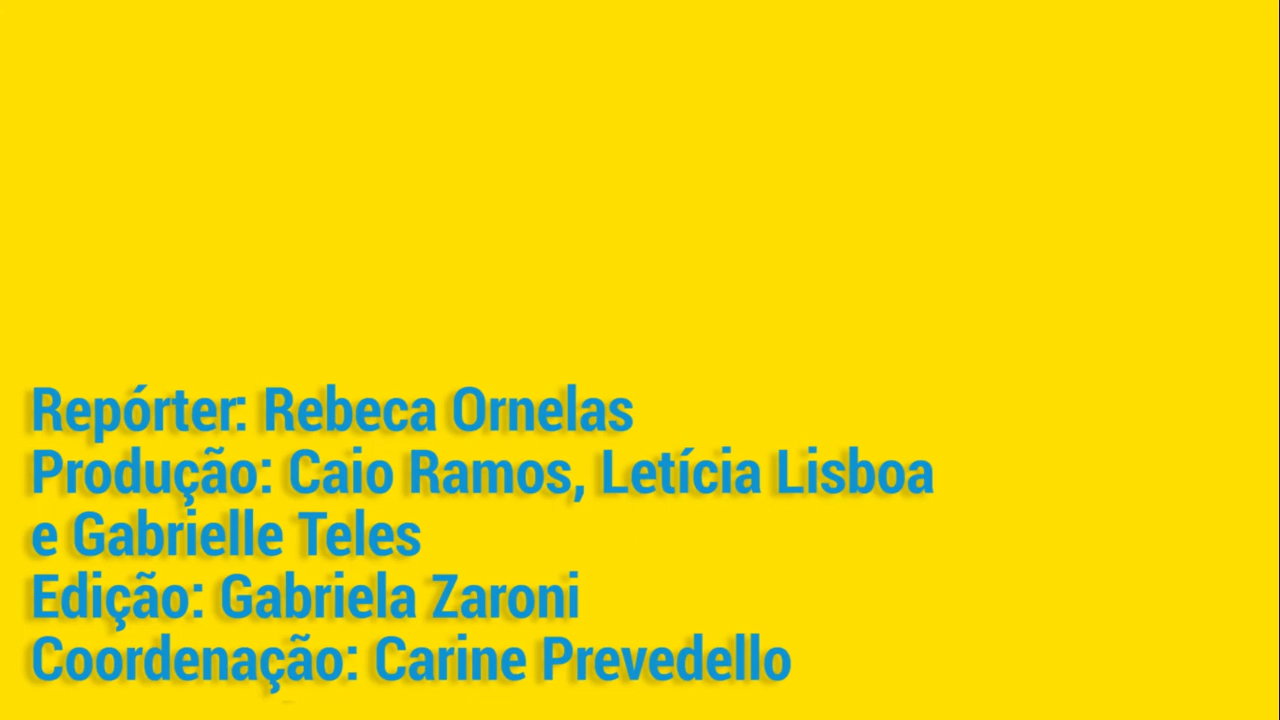 Repórter: Rebeca Ornelas
Produção: Caio Ramos, Letícia Lisboa
e Gabrielle Teles
Edição: Gabriela Zaroni
Coordenação: Carine Prevedello